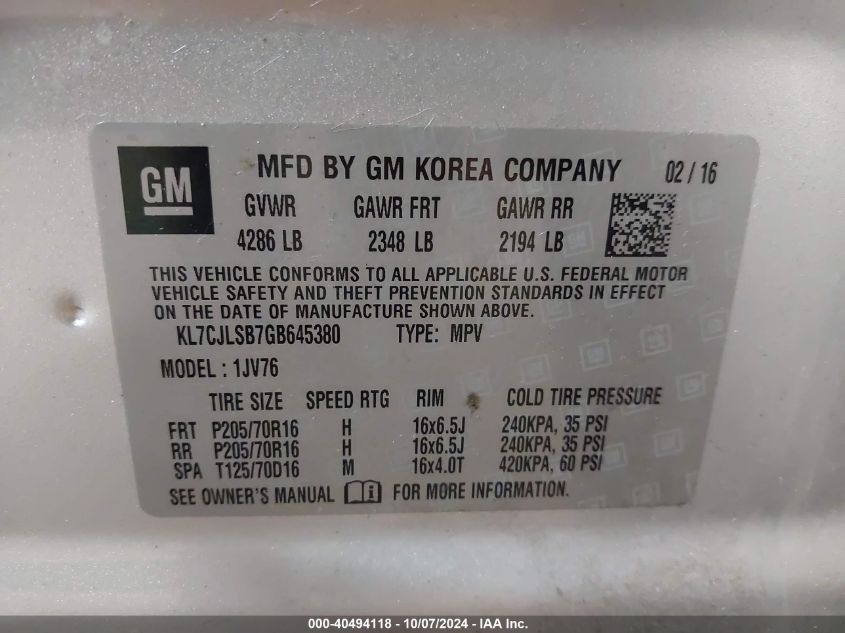 GM
MFD BY GM KOREA COMPANY 02 / 16
GVWR GAWR FRT GAWR RR
4286 LB 2348 LB 2194 LB
THIS VEHICLE CONFORMS TO ALL APPLICABLE U.S. FEDERAL MOTOR
VEHICLE SAFETY AND THEFT PREVENTION STANDARDS IN EFFECT
ON THE DATE OF MANUFACTURE SHOWN ABOVE.
KL7CJLSB7GB645380 TYPE: MPV
MODEL : 1JV76
TIRE SIZE SPEED RTG RIM COLD TIRE PRESSURE
FRT P205/70R16 H 16x6.5J 240KPA, 35 PSI
RR P205/70R16 H 16x6.5J 240KPA, 35 PSI
SPA T125/70D16 M 16x4.0T 420KPA, 60 PSI
SEE OWNER'S MANUAL FOR MORE INFORMATION.
000-40494118 - 10/07/2024 - IAA Inc.